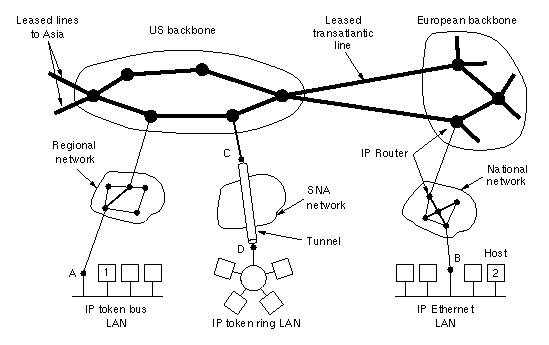 Leased lines
to Asia
US backbone
Leased
transatlantic
line
European backbone
Regional
network
C
IP Router
National
network
SNA
network
Tunnel
A
1
D
B
Host
2
IP token bus
LAN
IP token ring LAN
IP Ethernet
LAN